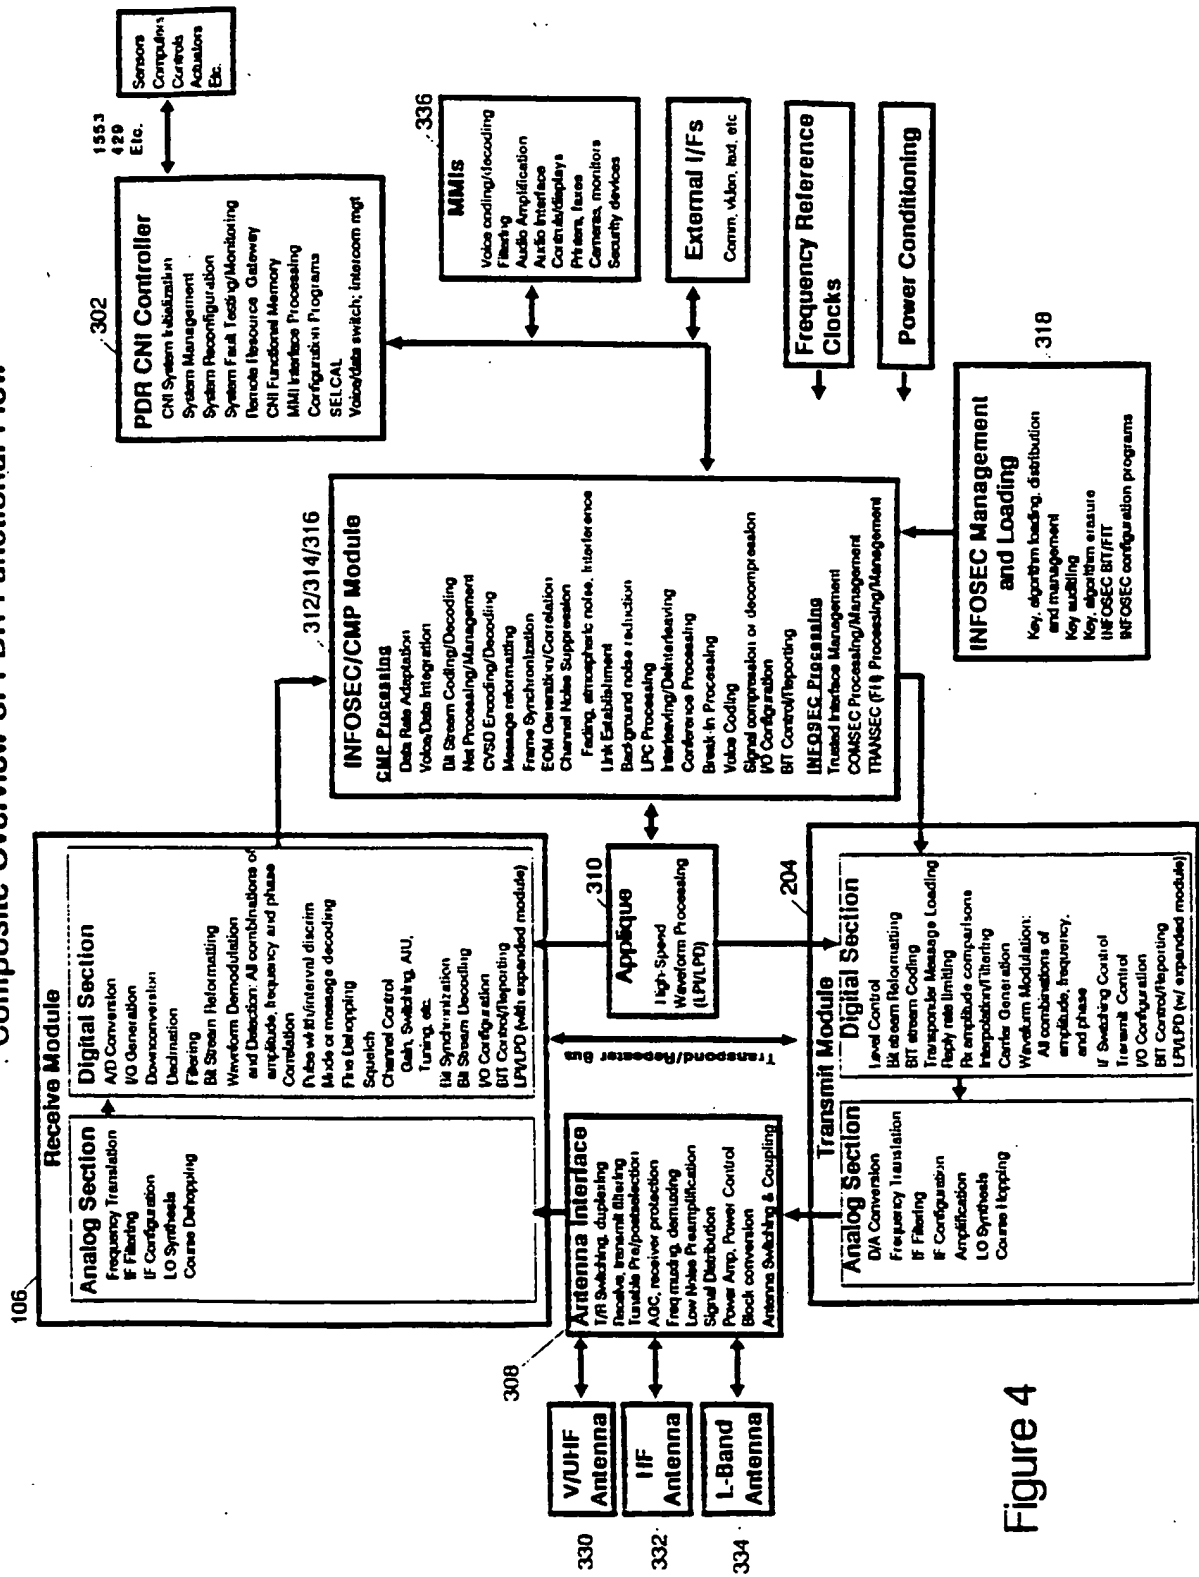 Composite Overview of PDR Functional Flow
106
Receive Module
Analog Section
Frequency Translation
IF Filtering
IF Configuration
LO Synthesis
Course Dehopping
Digital Section
A/D Conversion
I/Q Generation
Downconversion
Decimation
Filtering
Bit Stream Reformatting
Waveform Demodulation
and Detection: All combinations of
amplitude, frequency and phase
Correlation
Pulse width/interval discrim
Mode or message decoding
Fine Dehopping
Squelch
Channel Control
Gain, Switching, AU,
Tuning, etc.
Bit Synchronization
Bit Stream Decoding
I/O Configuration
BIT Control/Reporting
LPI/LPD (with expanded module)
312/314/316
INFOSEC/CMP Module
CMP Processing
Data Rate Adaptation
Voice/Data Integration
Bit Stream Coding/Decoding
Net Processing/Management
CVSD Encoding/Decoding
Message reformatting
Frame Synchronization
EOM Generation/Correlation
Channel Noise Suppression
Fading, atmospheric noise, Interference
Link Establishment
Background noise reduction
LPC Processing
Interleaving/Deinterleaving
Conference Processing
Break-In Processing
Voice Coding
Signal compression or decompression
I/O Configuration
BIT Control/Reporting
INFOSEC Processing
Trusted Interface Management
COMSEC Processing/Management
TRANSEC (FH) Processing/Management
302
PDR CNI Controller
CNI System Initialization
System Management
System Reconfiguration
System Fault Testing/Monitoring
Remote Resource Gateway
CNI Functional Memory
MMI Interface Processing
Configuration Programs
SELCAL
Voice/data switch; intercom mgt
1553
429
Etc.
Sensors
Computors
Controls
Actuators
Etc.
336
MMIs
Voice coding/decoding
Filtering
Audio Amplification
Audio Interface
Controls/displays
Printers, faxes
Cameras, monitors
Security devices
External I/Fs
Comm, vision, text, etc
Frequency Reference
Clocks
Power Conditioning
318
INFOSEC Management
and Loading
Key, algorithm loading, distribution
and management
Key auditing
Key, algorithm erasure
INFOSEC BIT/FIT
INFOSEC configuration programs
310
Applique
High-Speed
Waveform Processing
(LPI/LPD)
Transpond/Repeater Bus
308
Antenna Interface
T/R Switching, duplexing
Receive, transmit filtering
Tunable Pre/postselection
AGC, receiver protection
Freq muxing, demuxing
Low Noise Preamplification
Signal Distribution
Power Amp, Power Control
Block conversion
Antenna Switching & Coupling
V/UHF
Antenna
330
HF
Antenna
332
L-Band
Antenna
334
204
Transmit Module
Analog Section
D/A Conversion
Frequency Translation
IF Filtering
IF Configuration
Amplification
LO Synthesis
Course Hopping
Digital Section
Level Control
Bit stream Reformatting
BIT stream Coding
Transponder Message Loading
Reply rate limiting
Rx amplitude comparisons
Interpolation/Filtering
Carrier Generation
Waveform Modulation:
All combinations of
amplitude, frequency,
and phase
I/F Switching Control
Transmit Control
I/O Configuration
BIT Control/Reporting
LPI/LPD (w/ expanded module)
Figure 4